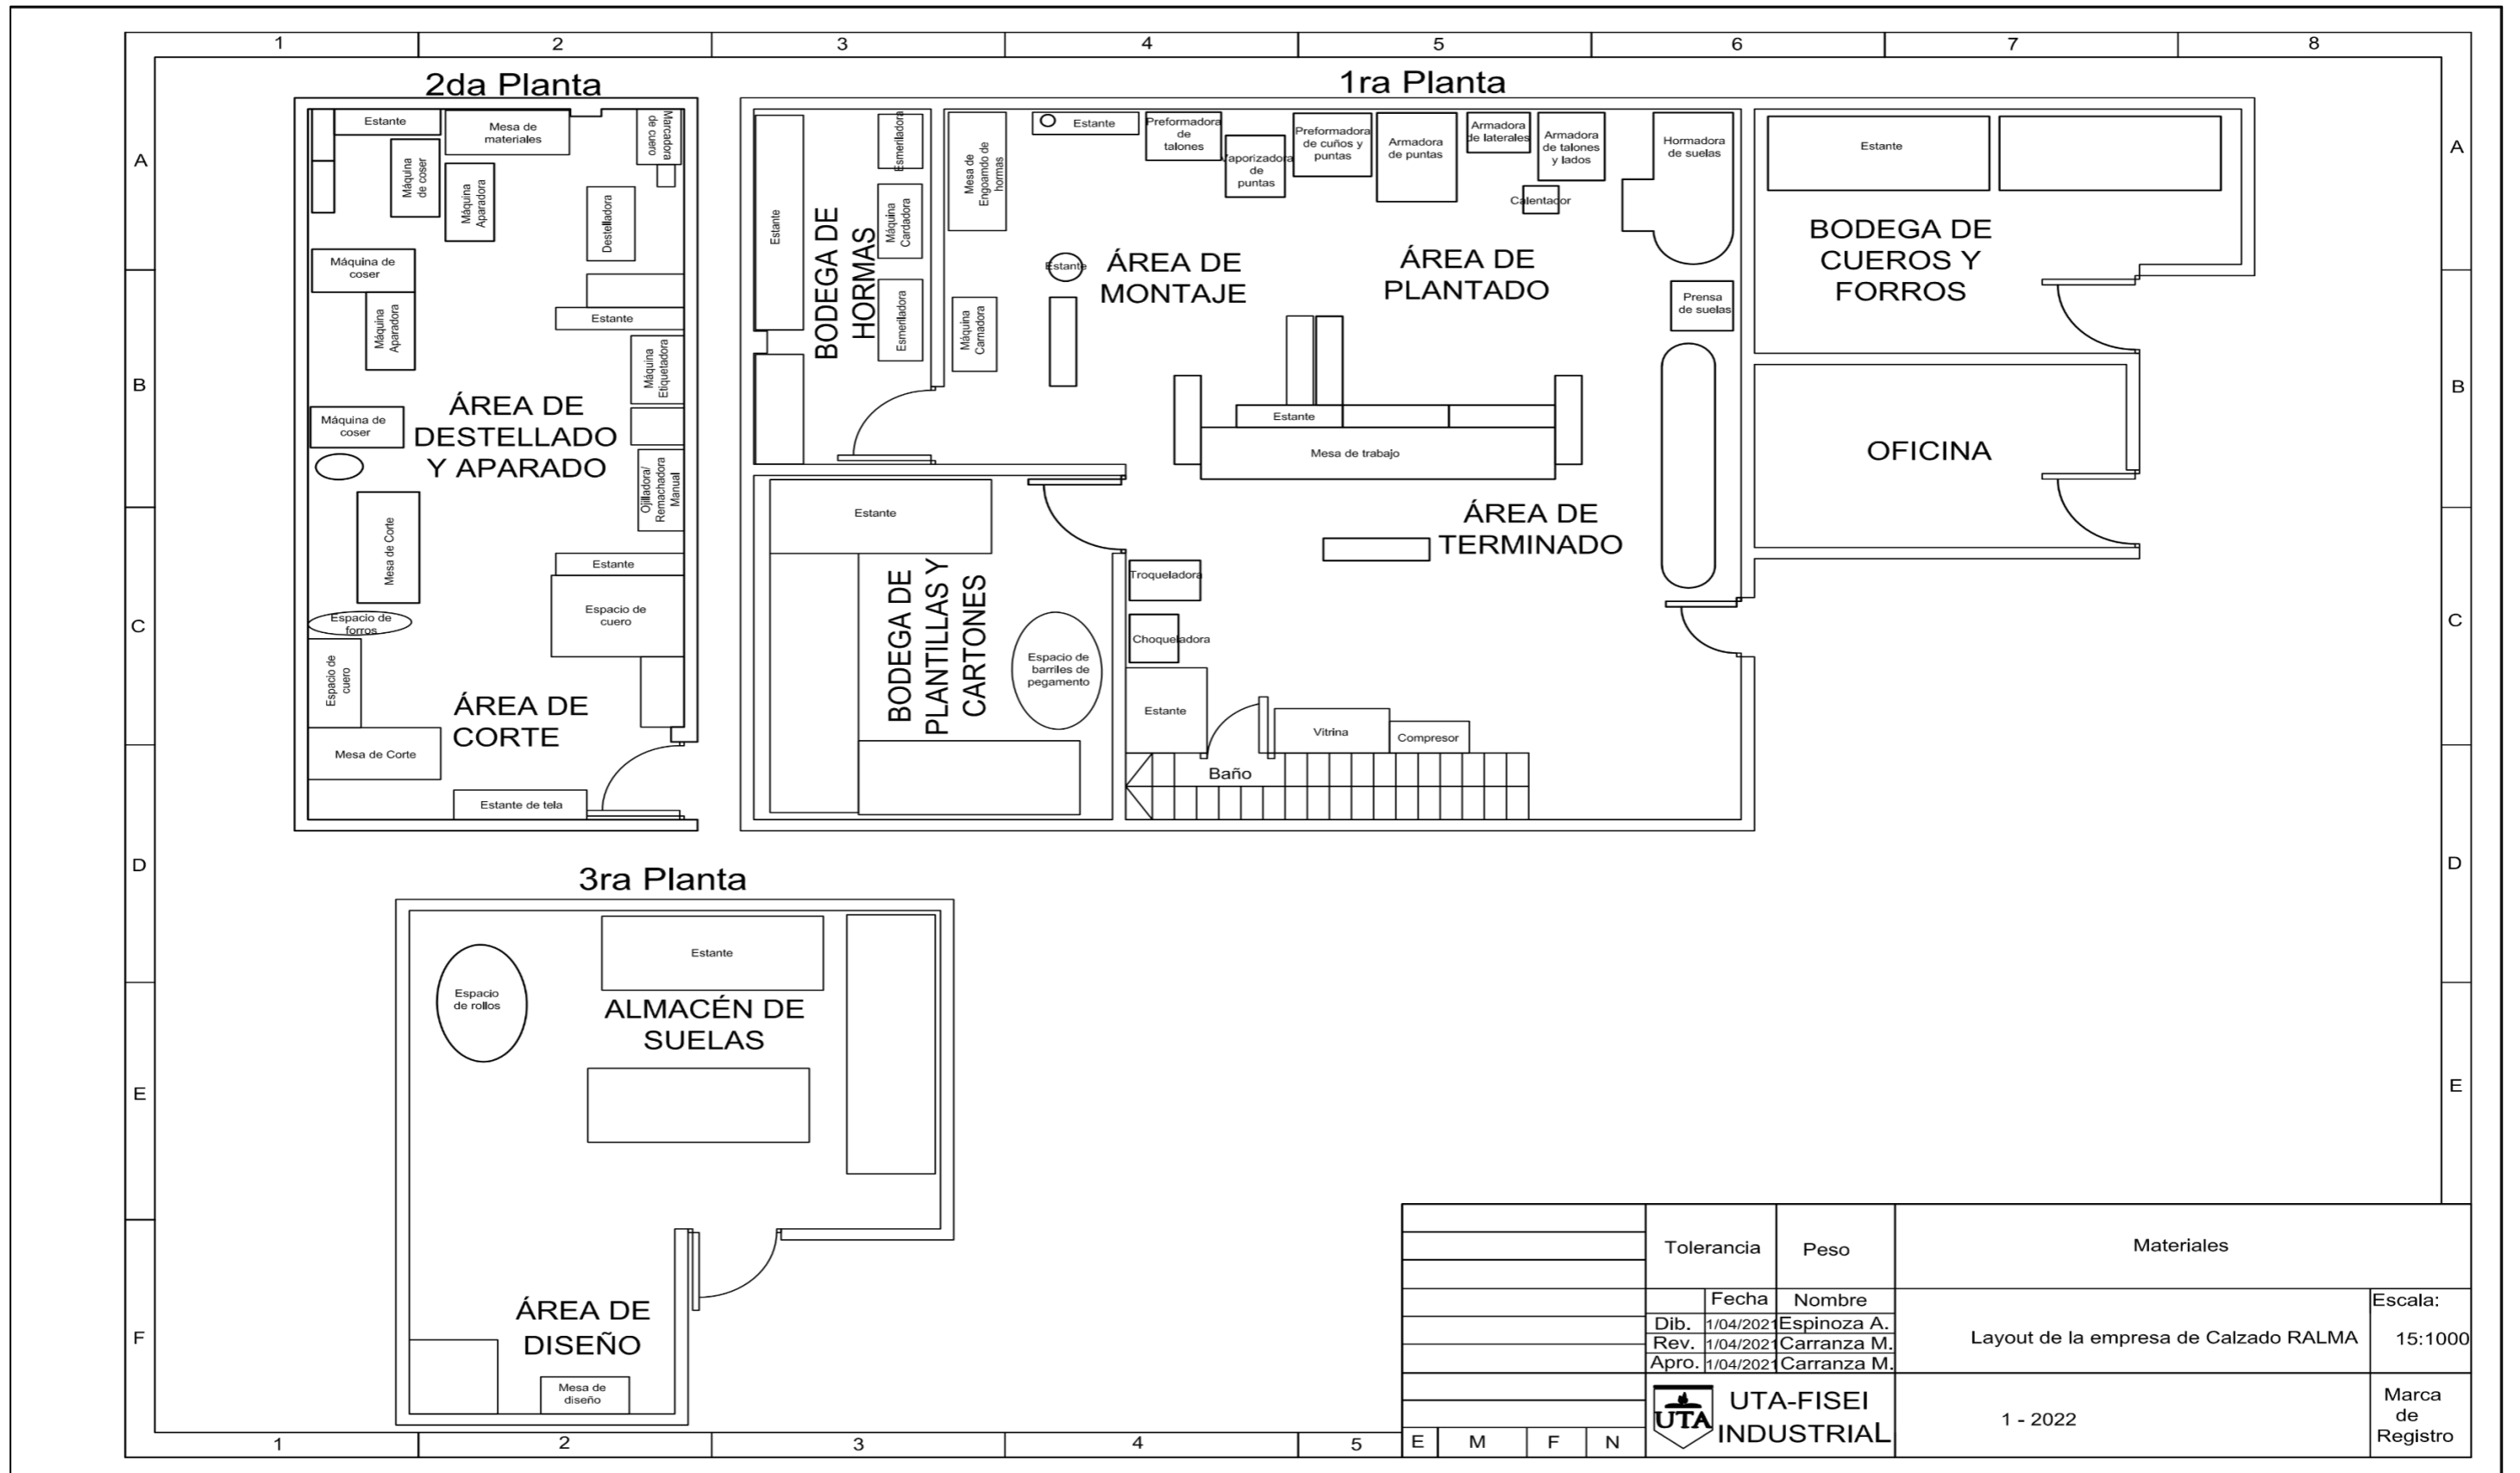 1 2 3 4 5 6 7 8
A
B
C
D
E
F
A
B
C
D
E
2da Planta
Estante
Mesa de
materiales
Marcadora
de cuero
Máquina
de coser
Máquina
Aparadora
Destelladora
Máquina de
coser
Máquina
Aparadora
Estante
Máquina
Etiquetadora
Máquina de
coser
ÁREA DE
DESTELLADO
Y APARADO
Ojilladora/
Remachadora
Manual
Mesa de Corte
Estante
Espacio de
cuero
Espacio de
forros
Espacio de
cuero
ÁREA DE
CORTE
Mesa de Corte
Estante de tela
1ra Planta
Estante
BODEGA DE
HORMAS
Esmeriladora
Máquina
Cardadora
Esmeriladora
Mesa de
Engoamdo de
hormas
Máquina
Carnadora
Estante
Preformadora
de
talones
Vaporizadora
de
puntas
Preformadora
de cuños y
puntas
Armadora
de puntas
Armadora
de laterales
Armadora
de talones
y lados
Calentador
Hormadora
de suelas
Estante
ÁREA DE
MONTAJE
ÁREA DE
PLANTADO
Prensa
de suelas
Estante
Mesa de trabajo
ÁREA DE
TERMINADO
Estante
BODEGA DE
CUEROS Y
FORROS
OFICINA
Estante
BODEGA DE
PLANTILLAS Y
CARTONES
Espacio de
barriles de
pegamento
Troqueladora
Choqueladora
Estante
Vitrina
Compresor
Baño
3ra Planta
Estante
Espacio
de rollos
ALMACÉN DE
SUELAS
ÁREA DE
DISEÑO
Mesa de
diseño
Tolerancia Peso Materiales
Fecha Nombre
Dib. 1/04/2021 Espinoza A.
Rev. 1/04/2021 Carranza M.
Apro. 1/04/2021 Carranza M.
Layout de la empresa de Calzado RALMA
Escala:
15:1000
UTA
UTA-FISEI
INDUSTRIAL
1 - 2022
Marca
de
Registro
E M F N
1 2 3 4 5